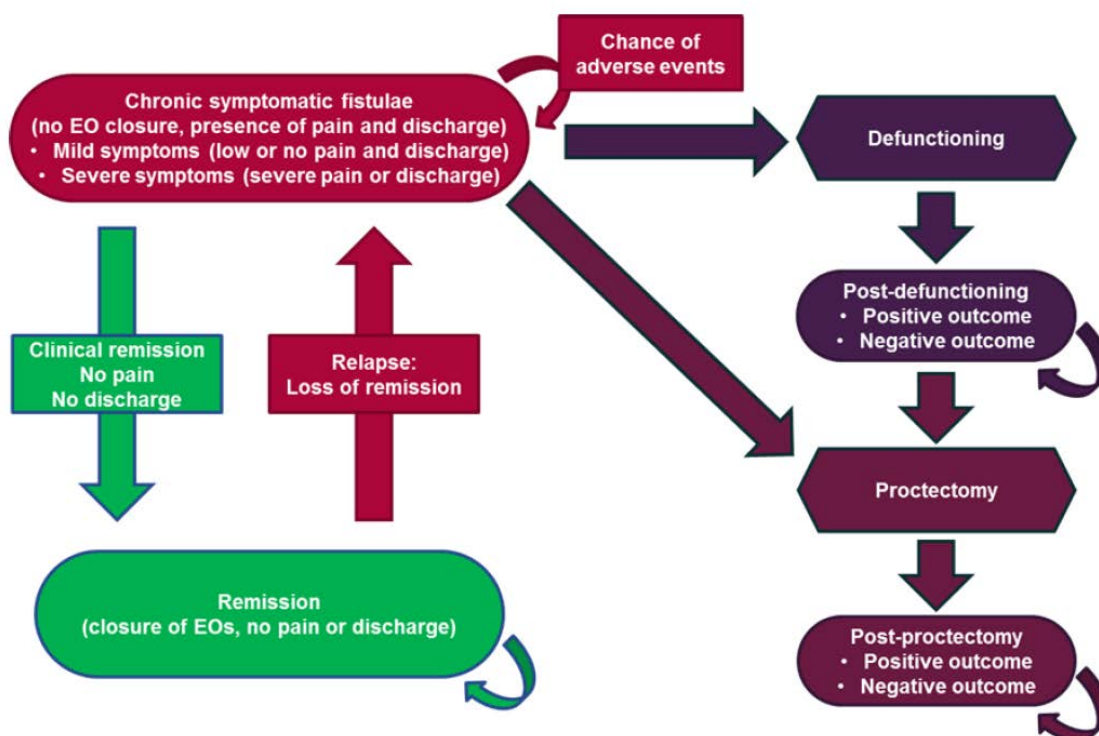 Chance of
adverse events
Chronic symptomatic fistulae
(no EO closure, presence of pain and discharge)
• Mild symptoms (low or no pain and discharge)
• Severe symptoms (severe pain or discharge)
Defunctioning
Post-defunctioning
• Positive outcome
• Negative outcome
Clinical remission
No pain
No discharge
Relapse:
Loss of remission
Proctectomy
Remission
(closure of EOs, no pain or discharge)
Post-proctectomy
• Positive outcome
• Negative outcome